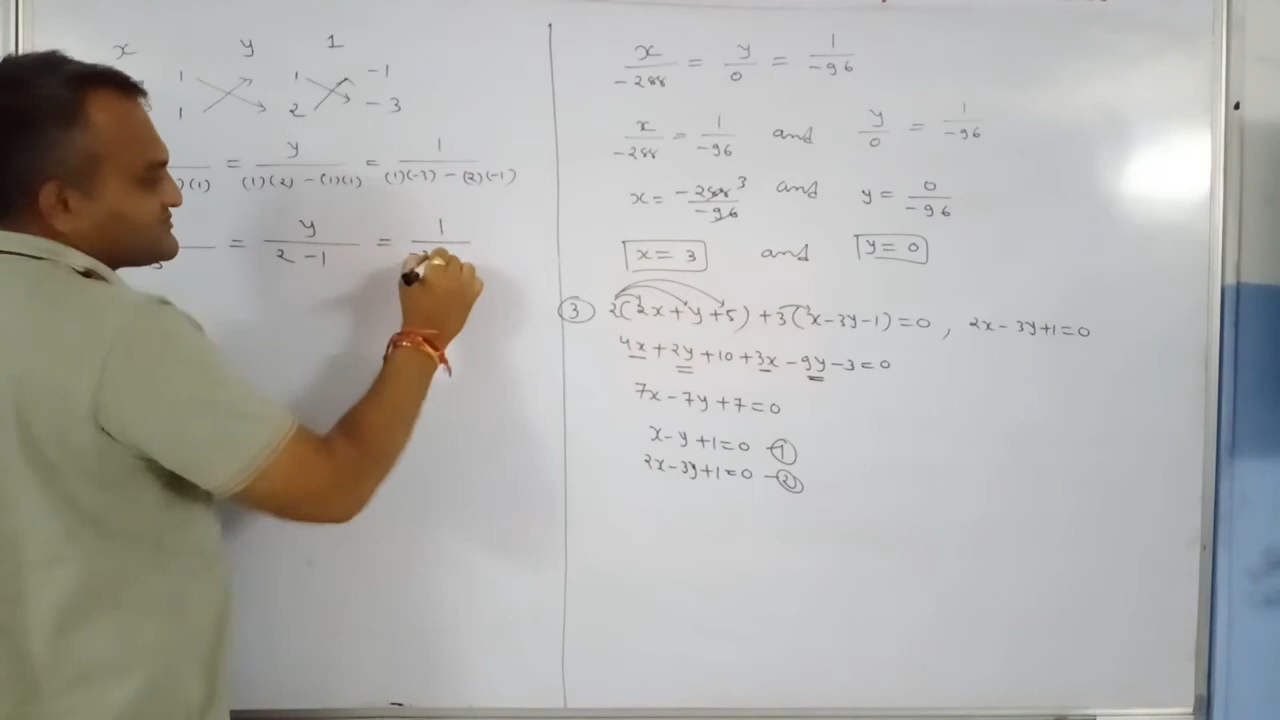 x y 1
1 1 -1
1 2 -3
)(1) = y/((1)(2)-(1)(1)) = 1/((1)(-3)-(2)(-1))
= y/(2-1) = 1/
x/-288 = y/0 = 1/-96
x/-288 = 1/-96 and y/0 = 1/-96
x = -288/-96 3 and y = 0/-96
x = 3 and y = 0
③ 2(2x+y+5)+3(x-3y-1)=0, 2x-3y+1=0
4x+2y+10+3x-9y-3=0
7x-7y+7=0
x-y+1=0 -①
2x-3y+1=0 -②